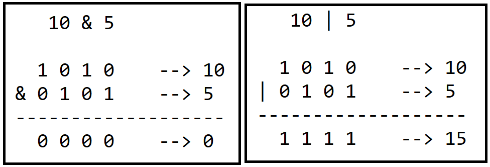 10 & 5
1 0 1 0 --> 10
& 0 1 0 1 --> 5
-------------------
0 0 0 0 --> 0
10 | 5
1 0 1 0 --> 10
| 0 1 0 1 --> 5
-------------------
1 1 1 1 --> 15